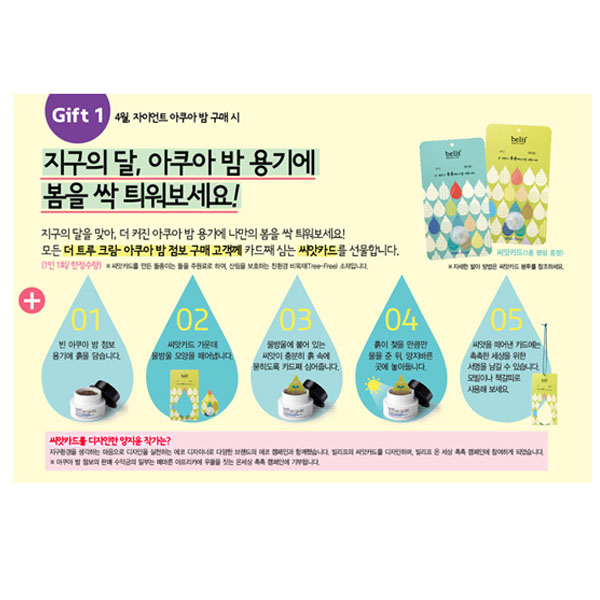 Gift 1
4월, 자이언트 아쿠아 밤 구매 시
지구의 달, 아쿠아 밤 용기에
봄을 싹 틔워보세요!
지구의 달을 맞아, 더 커진 아쿠아 밤 용기에 나만의 봄을 싹 틔워보세요!
모든 더 트루 크림- 아쿠아 밤 점보 구매 고객께 카드째 심는 씨앗카드를 선물합니다.
(1인 1회/ 한정수량) ※ 씨앗카드를 만든 돌종이는 돌을 주원료로 하여, 산림을 보호하는 친환경 비목재(Tree-Free) 소재입니다.
belif
belif
씨앗카드(1종 랜덤 증정)
※ 자세한 발아 방법은 씨앗카드 봉투를 참조하세요.
+
01
빈 아쿠아 밤 점보
용기에 흙을 담습니다.
02
씨앗카드 가운데
물방울 모양을 떼어냅니다.
03
물방울에 붙어 있는
씨앗이 충분히 흙 속에
묻히도록 카드째 심어줍니다.
04
흙이 젖을 만큼만
물을 준 뒤, 양지바른
곳에 놓아둡니다.
05
씨앗을 떼어낸 카드에는
촉촉한 세상을 위한
서명을 남길 수 있습니다.
모빌이나 책갈피로
사용해 보세요.
씨앗카드를 디자인한 양지윤 작가는?
지구환경을 생각하는 마음으로 디자인을 실천하는 에코 디자이너로 다양한 브랜드의 에코 캠페인과 함께했습니다. 빌리프의 씨앗카드를 디자인하며, 빌리프 온 세상 촉촉 캠페인에 참여하게 되었습니다.
※ 아쿠아 밤 점보의 판매 수익금의 일부는 메마른 아프리카에 우물을 짓는 온세상 촉촉 캠페인에 기부됩니다.